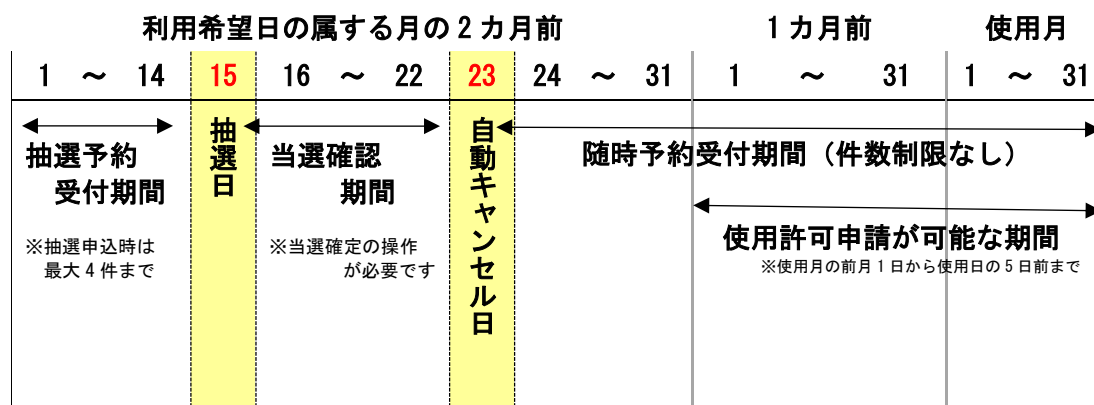 利用希望日の属する月の2カ月前 1カ月前 使用月
1 ～ 14 15 16 ～ 22 23 24 ～ 31 1 ～ 31 1 ～ 31
抽選予約
受付期間
※抽選申込時は
最大4件まで
抽選日
当選確認
期間
※当選確定の操作
が必要です
自動キャンセル日
随時予約受付期間（件数制限なし）
使用許可申請が可能な期間
※使用月の前月1日から使用日の5日前まで